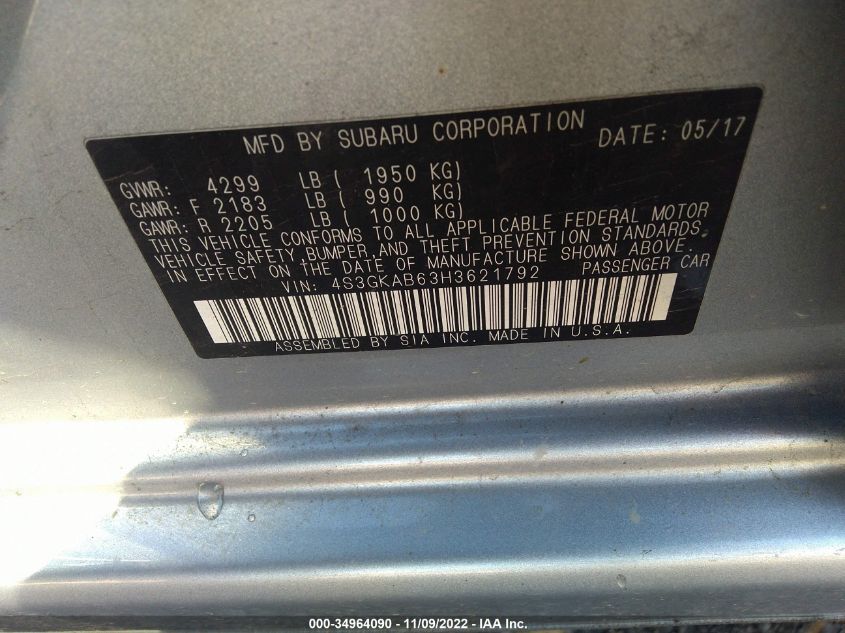 MFD BY SUBARU CORPORATION DATE: 05/17
GVWR: 4299 LB ( 1950 KG)
GAWR: F 2183 LB ( 990 KG)
GAWR: R 2205 LB ( 1000 KG)
THIS VEHICLE CONFORMS TO ALL APPLICABLE FEDERAL MOTOR
VEHICLE SAFETY,BUMPER,AND THEFT PREVENTION STANDARDS.
IN EFFECT ON THE DATE OF MANUFACTURE SHOWN ABOVE.
VIN: 4S3GKAB63H3621792 PASSENGER CAR
ASSEMBLED BY SIA INC. MADE IN U.S.A.
000-34964090 - 11/09/2022 - IAA Inc.